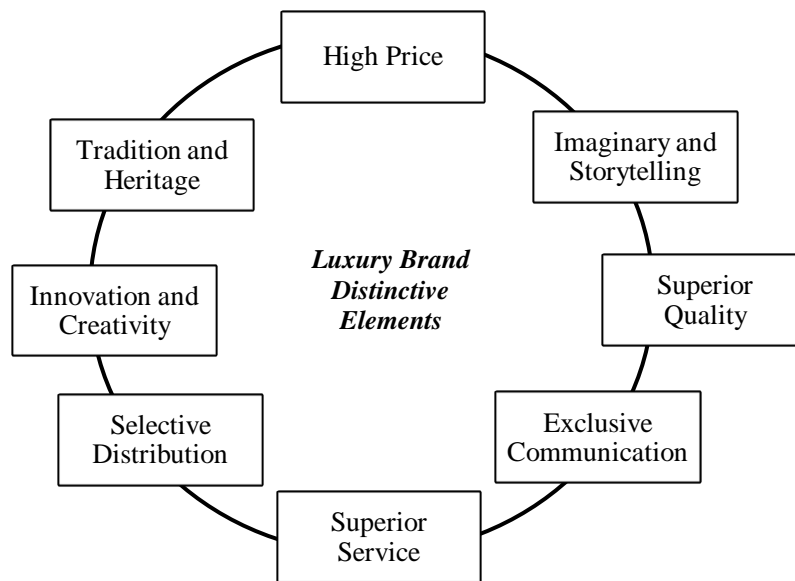 High Price
Imaginary and
Storytelling
Superior
Quality
Exclusive
Communication
Superior
Service
Selective
Distribution
Innovation and
Creativity
Tradition and
Heritage
Luxury Brand
Distinctive
Elements